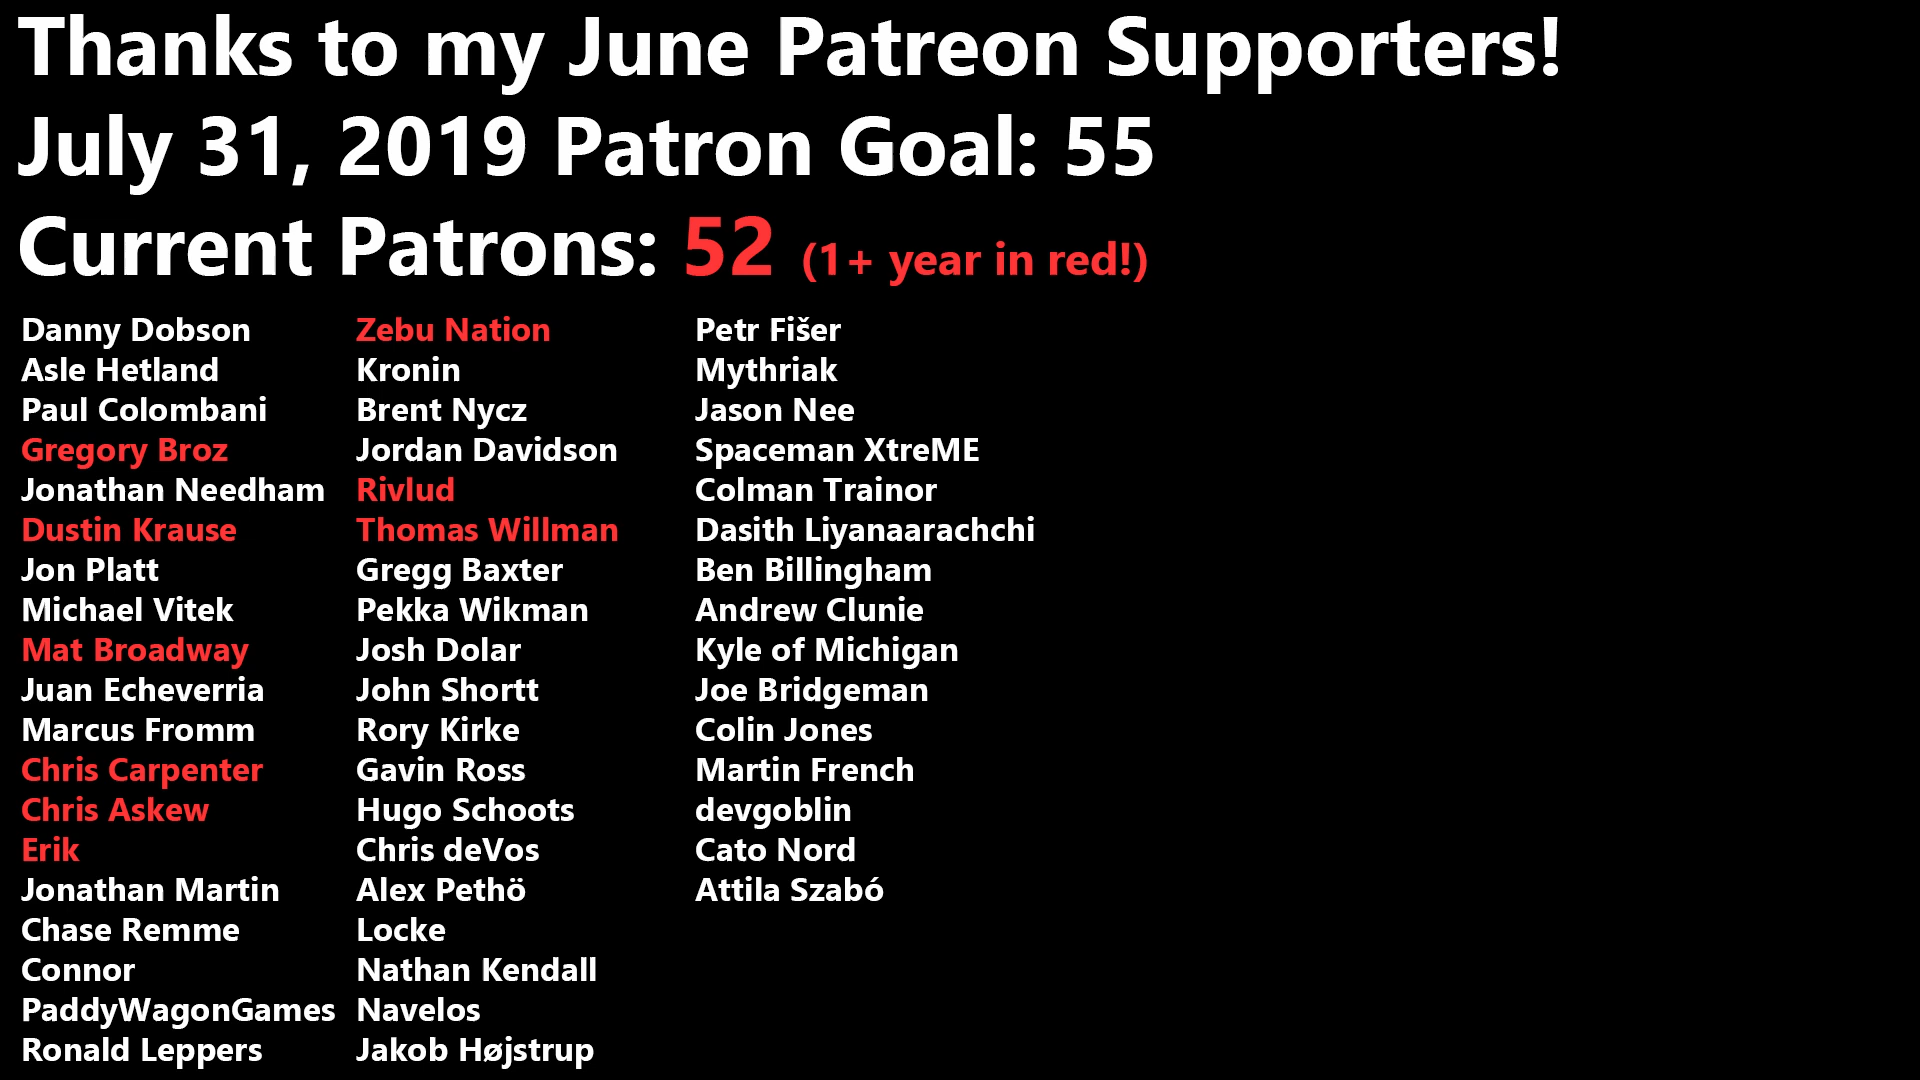 Thanks to my June Patreon Supporters!
July 31, 2019 Patron Goal: 55
Current Patrons: 52 (1+ year in red!)
Danny Dobson
Asle Hetland
Paul Colombani
Gregory Broz
Jonathan Needham
Dustin Krause
Jon Platt
Michael Vitek
Mat Broadway
Juan Echeverria
Marcus Fromm
Chris Carpenter
Chris Askew
Erik
Jonathan Martin
Chase Remme
Connor
PaddyWagonGames
Ronald Leppers
Zebu Nation
Kronin
Brent Nycz
Jordan Davidson
Rivlud
Thomas Willman
Gregg Baxter
Pekka Wikman
Josh Dolar
John Shortt
Rory Kirke
Gavin Ross
Hugo Schoots
Chris deVos
Alex Pethö
Locke
Nathan Kendall
Navelos
Jakob Højstrup
Petr Fišer
Mythriak
Jason Nee
Spaceman XtreME
Colman Trainor
Dasith Liyanaarachchi
Ben Billingham
Andrew Clunie
Kyle of Michigan
Joe Bridgeman
Colin Jones
Martin French
devgoblin
Cato Nord
Attila Szabó